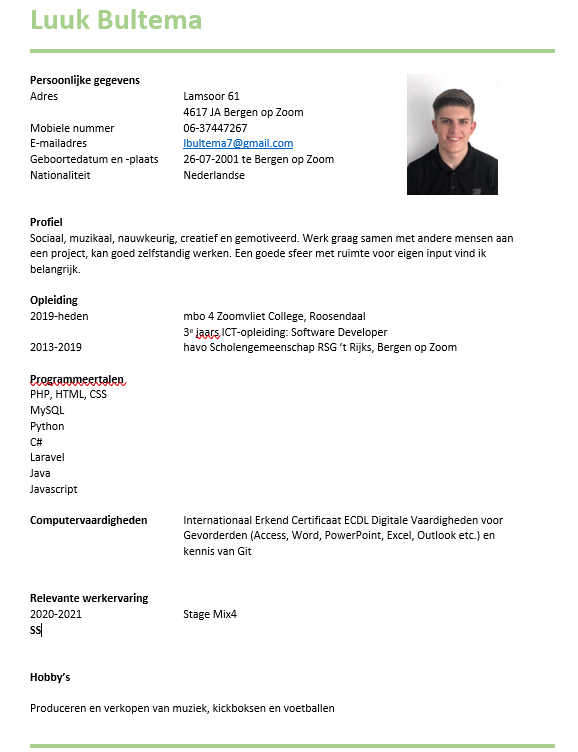 Luuk Bultema
Persoonlijke gegevens
Adres Lamsoor 61
4617 JA Bergen op Zoom
Mobiele nummer 06-37447267
E-mailadres lbultema7@gmail.com
Geboortedatum en -plaats 26-07-2001 te Bergen op Zoom
Nationaliteit Nederlandse
Profiel
Sociaal, muzikaal, nauwkeurig, creatief en gemotiveerd. Werk graag samen met andere mensen aan
een project, kan goed zelfstandig werken. Een goede sfeer met ruimte voor eigen input vind ik
belangrijk.
Opleiding
2019-heden mbo 4 Zoomvliet College, Roosendaal
3e jaars ICT-opleiding: Software Developer
2013-2019 havo Scholengemeenschap RSG ‘t Rijks, Bergen op Zoom
Programmeertalen
PHP, HTML, CSS
MySQL
Python
C#
Laravel
Java
Javascript
Computervaardigheden Internationaal Erkend Certificaat ECDL Digitale Vaardigheden voor
Gevorderden (Access, Word, PowerPoint, Excel, Outlook etc.) en
kennis van Git
Relevante werkervaring
2020-2021 Stage Mix4
SS
Hobby’s
Produceren en verkopen van muziek, kickboksen en voetballen